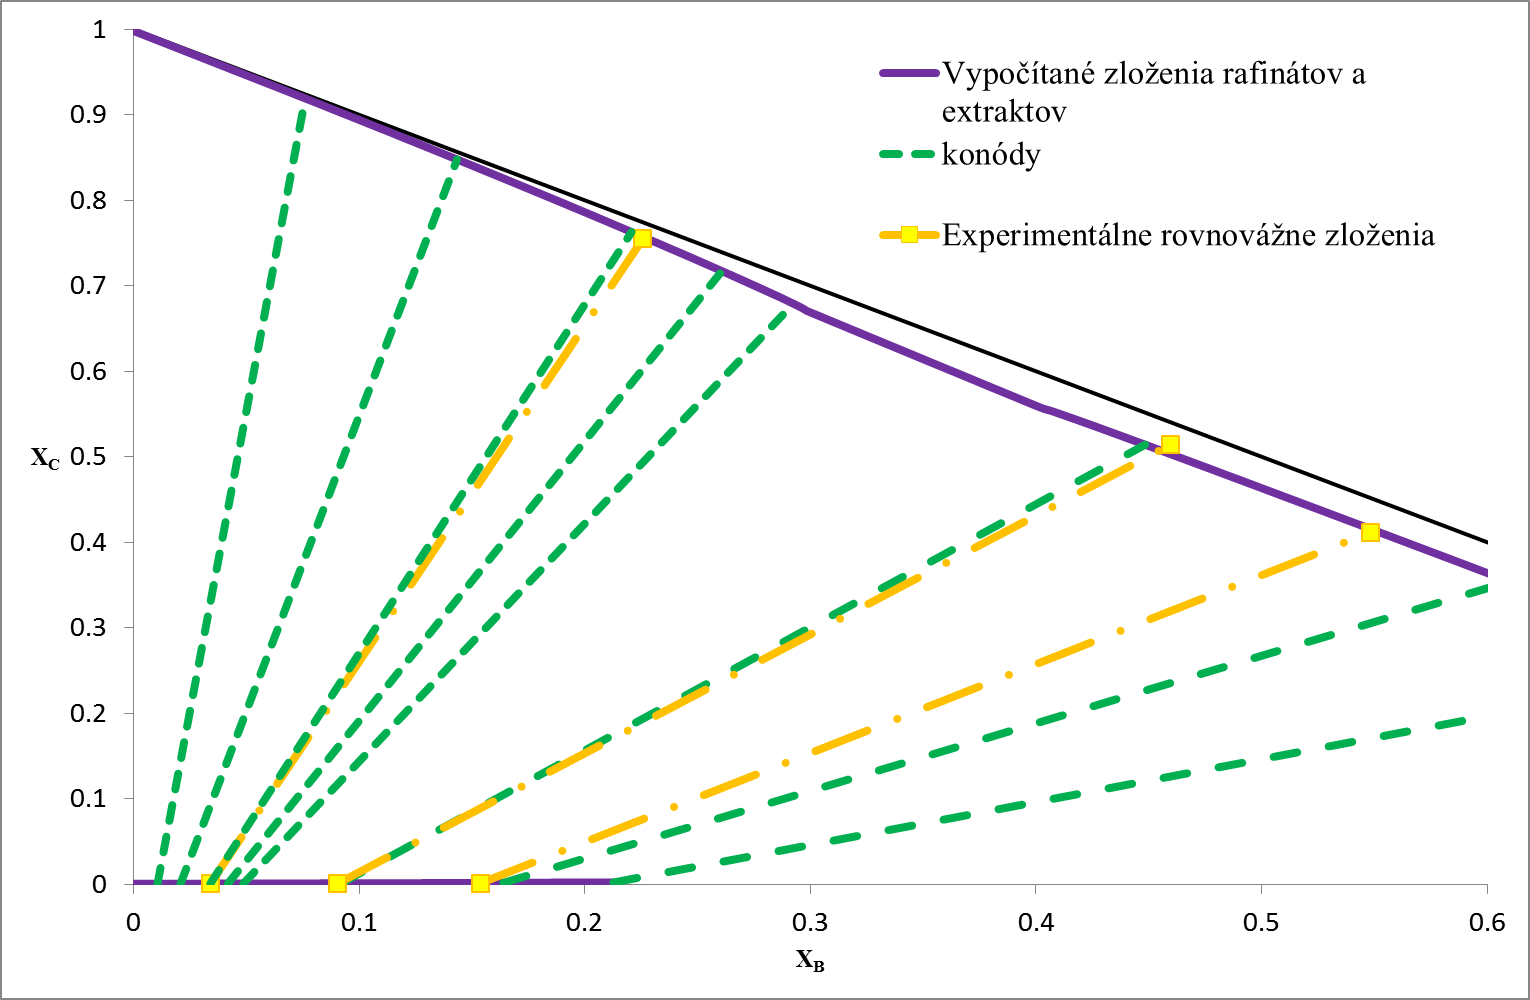 1
0.9
0.8
0.7
0.6
0.5
0.4
0.3
0.2
0.1
0
X_C
Vypočítané zloženia rafinátov a
extraktov
konódy
Experimentálne rovnovážne zloženia
0 0.1 0.2 0.3 0.4 0.5 0.6
X_B